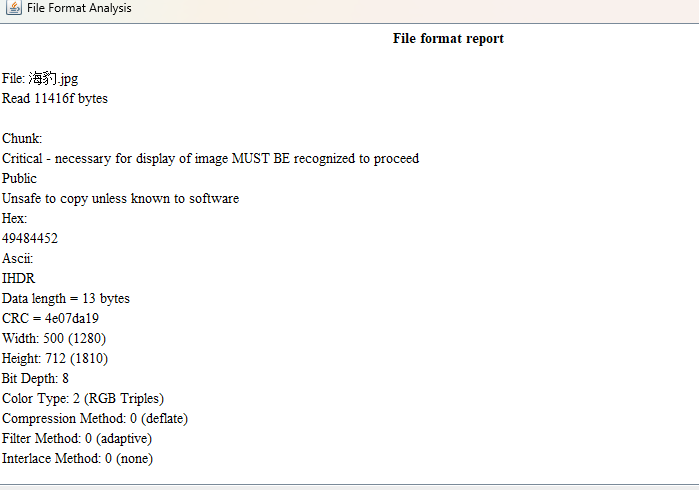 File Format Analysis
File format report
File: 海豹.jpg
Read 11416f bytes
Chunk:
Critical - necessary for display of image MUST BE recognized to proceed
Public
Unsafe to copy unless known to software
Hex:
49484452
Ascii:
IHDR
Data length = 13 bytes
CRC = 4e07da19
Width: 500 (1280)
Height: 712 (1810)
Bit Depth: 8
Color Type: 2 (RGB Triples)
Compression Method: 0 (deflate)
Filter Method: 0 (adaptive)
Interlace Method: 0 (none)